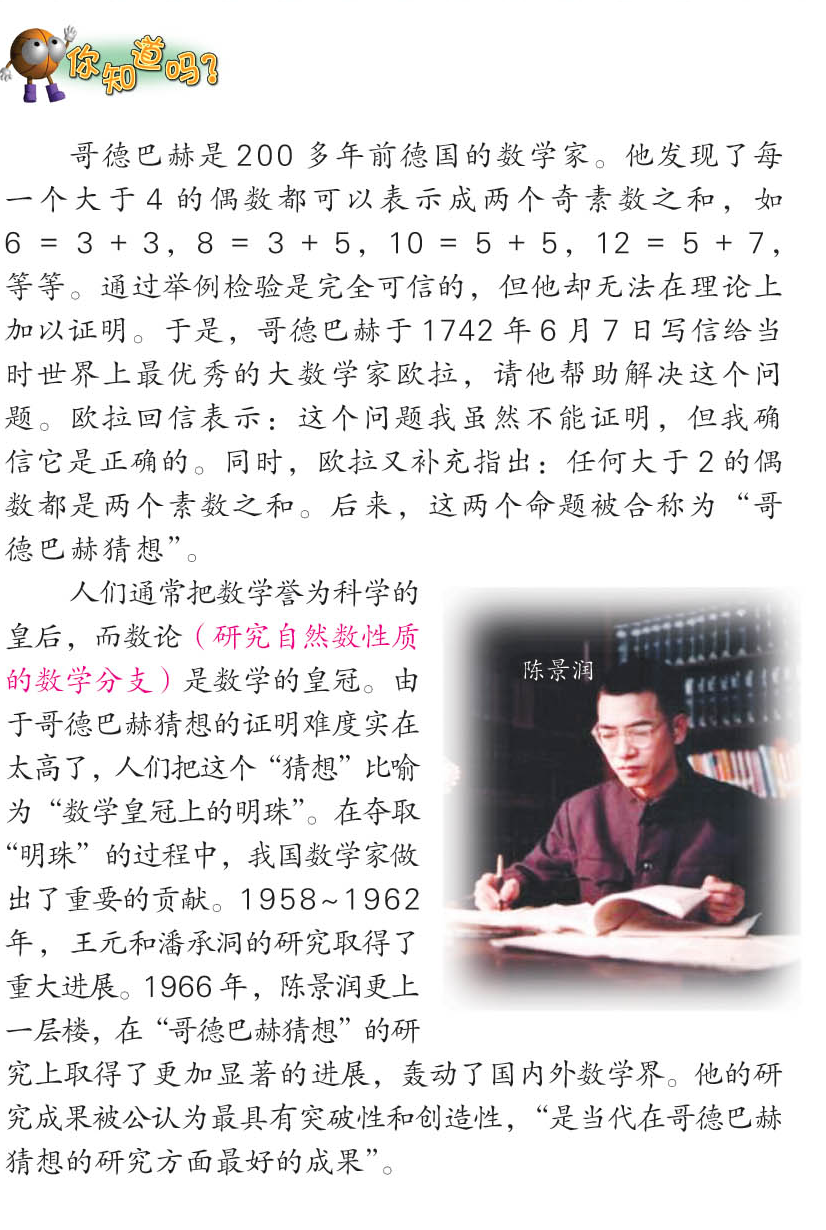 你知道吗？
哥德巴赫是200多年前德国的数学家。他发现了每
一个大于4的偶数都可以表示成两个奇素数之和，如
6 = 3 + 3，8 = 3 + 5，10 = 5 + 5，12 = 5 + 7，
等等。通过举例检验是完全可信的，但他却无法在理论上
加以证明。于是，哥德巴赫于1742年6月7日写信给当
时世界上最优秀的大数学家欧拉，请他帮助解决这个问
题。欧拉回信表示：这个问题我虽然不能证明，但我确
信它是正确的。同时，欧拉又补充指出：任何大于2的偶
数都是两个素数之和。后来，这两个命题被合称为“哥
德巴赫猜想”。
人们通常把数学誉为科学的
皇后，而数论（研究自然数性质
的数学分支）是数学的皇冠。由
于哥德巴赫猜想的证明难度实在
太高了，人们把这个“猜想”比喻
为“数学皇冠上的明珠”。在夺取
“明珠”的过程中，我国数学家做
出了重要的贡献。1958~1962
年，王元和潘承洞的研究取得了
重大进展。1966年，陈景润更上
一层楼，在“哥德巴赫猜想”的研
究上取得了更加显著的进展，轰动了国内外数学界。他的研
究成果被公认为最具有突破性和创造性，“是当代在哥德巴赫
猜想的研究方面最好的成果”。
陈景润